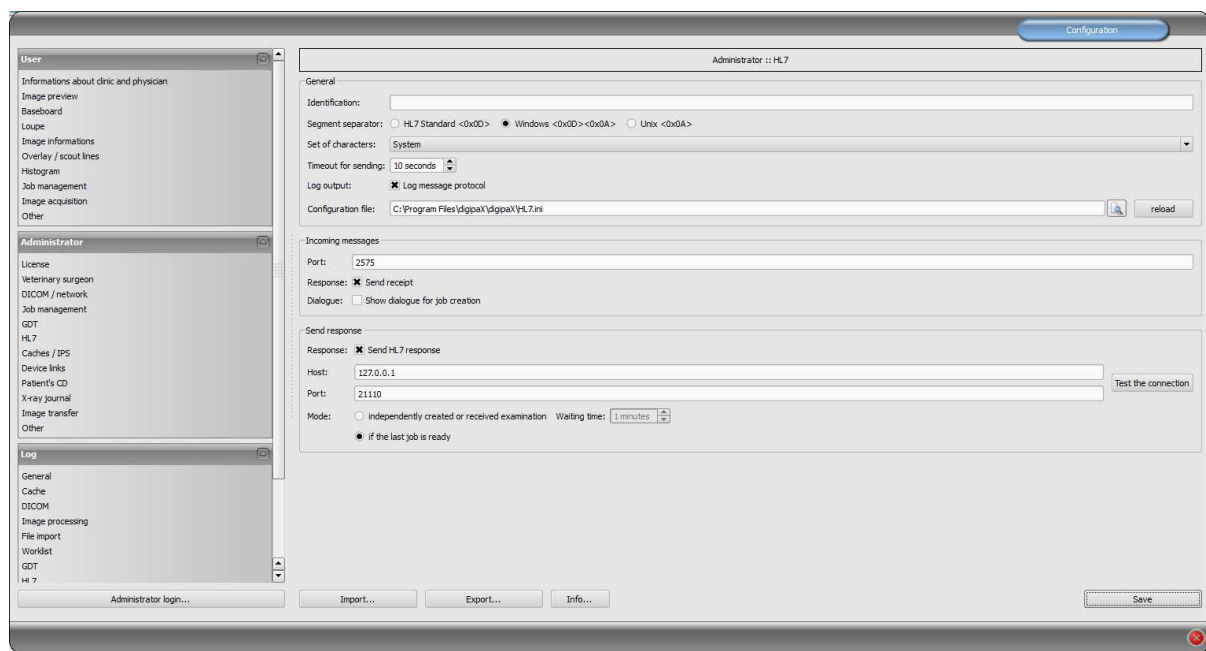 Configuration
User
Informations about clinic and physician
Image preview
Baseboard
Loupe
Image informations
Overlay / scout lines
Histogram
Job management
Image acquisition
Other
Administrator
License
Veterinary surgeon
DICOM / network
Job management
GDT
HL7
Caches / IPS
Device links
Patient's CD
X-ray journal
Image transfer
Other
Log
General
Cache
DICOM
Image processing
File import
Worklist
GDT
HL7
Administrator login...
Administrator :: HL7
General
Identification:
Segment separator: HL7 Standard <0x0D> Windows <0x0D><0x0A> Unix <0x0A>
Set of characters: System
Timeout for sending: 10 seconds
Log output: Log message protocol
Configuration file: C:\Program Files\digipaX\digipaX\HL7.ini reload
Incoming messages
Port: 2575
Response: Send receipt
Dialogue: Show dialogue for job creation
Send response
Response: Send HL7 response
Host: 127.0.0.1
Test the connection
Port: 21110
Mode: independently created or received examination Waiting time: 1 minutes
if the last job is ready
Import... Export... Info... Save